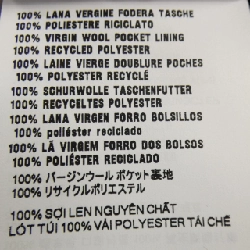 100% LANA VERGINE FODERA TASCHE
100% POLIESTERE RICICLATO
100% VIRGIN WOOL POCKET LINING
100% RECYCLED POLYESTER
100% LAINE VIERGE DOUBLURE POCHES
100% POLYESTER RECYCLÉ
100% SCHURWOLLE TASCHENFUTTER
100% RECYCELTES POLYESTER
100% LANA VIRGEN FORRO BOLSILLOS
100% poliéster reciclado
100% LÃ VIRGEM FORRO DOS BOLSOS
100% POLIÉSTER RECICLADO
100% バージンウール ポケット裏地
100% リサイクルポリエステル
100% SỢI LEN NGUYÊN CHẤT
LÓT TÚI 100% VẢI POLYESTER TÁI CHẾ